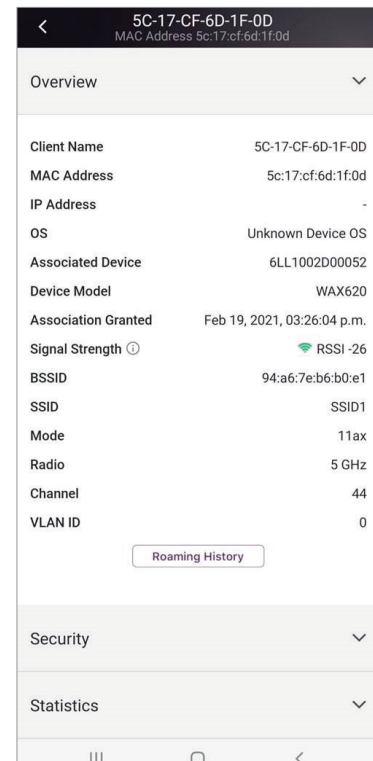 5C-17-CF-6D-1F-0D
MAC Address 5c:17:cf:6d:1f:0d
Overview
Client Name 5C-17-CF-6D-1F-0D
MAC Address 5c:17:cf:6d:1f:0d
IP Address -
OS Unknown Device OS
Associated Device 6LL1002D00052
Device Model WAX620
Association Granted Feb 19, 2021, 03:26:04 p.m.
Signal Strength RSSI -26
BSSID 94:a6:7e:b6:b0:e1
SSID SSID1
Mode 11ax
Radio 5 GHz
Channel 44
VLAN ID 0
Roaming History
Security
Statistics